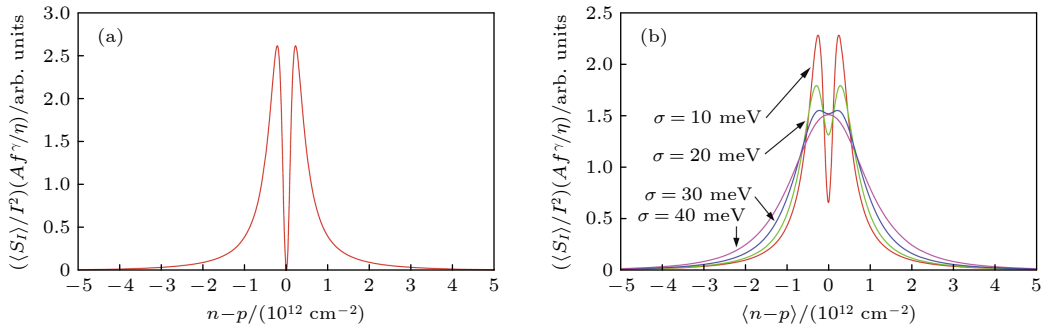 (a)
3.0
2.5
2.0
1.5
1.0
0.5
0
−5 −4 −3 −2 −1 0 1 2 3 4 5
n−p/(10¹² cm⁻²)
(⟨S_I⟩/I²)(Af^γ/η)/arb. units
(b)
2.5
2.0
1.5
1.0
0.5
0
σ = 10 meV
σ = 20 meV
σ = 30 meV
σ = 40 meV
−5 −4 −3 −2 −1 0 1 2 3 4 5
⟨n−p⟩/(10¹² cm⁻²)
(⟨S_I⟩/I²)(Af^γ/η)/arb. units